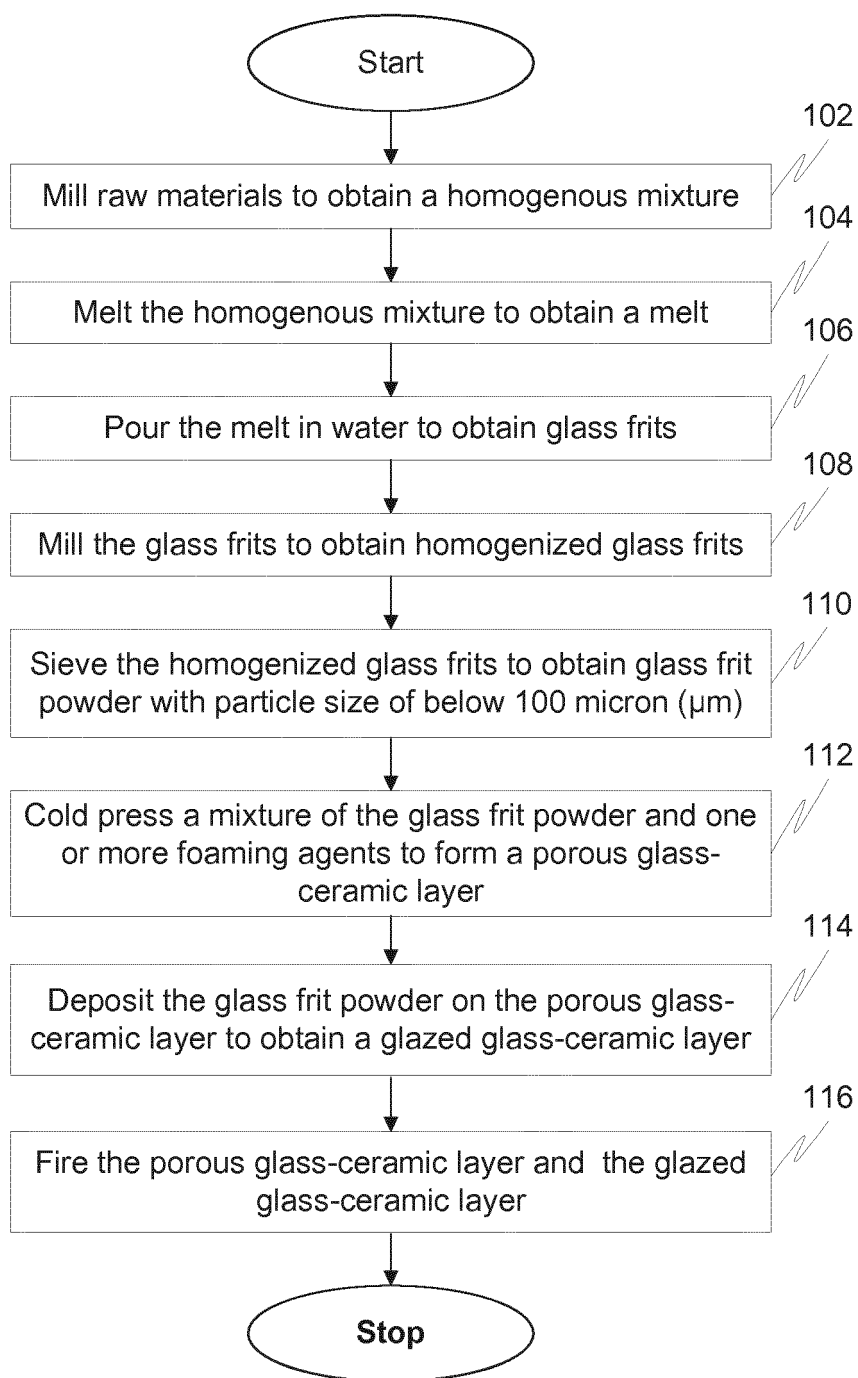 Start
102
Mill raw materials to obtain a homogenous mixture
104
Melt the homogenous mixture to obtain a melt
106
Pour the melt in water to obtain glass frits
108
Mill the glass frits to obtain homogenized glass frits
110
Sieve the homogenized glass frits to obtain glass frit
powder with particle size of below 100 micron (µm)
112
Cold press a mixture of the glass frit powder and one
or more foaming agents to form a porous glass-
ceramic layer
114
Deposit the glass frit powder on the porous glass-
ceramic layer to obtain a glazed glass-ceramic layer
116
Fire the porous glass-ceramic layer and the glazed
glass-ceramic layer
Stop